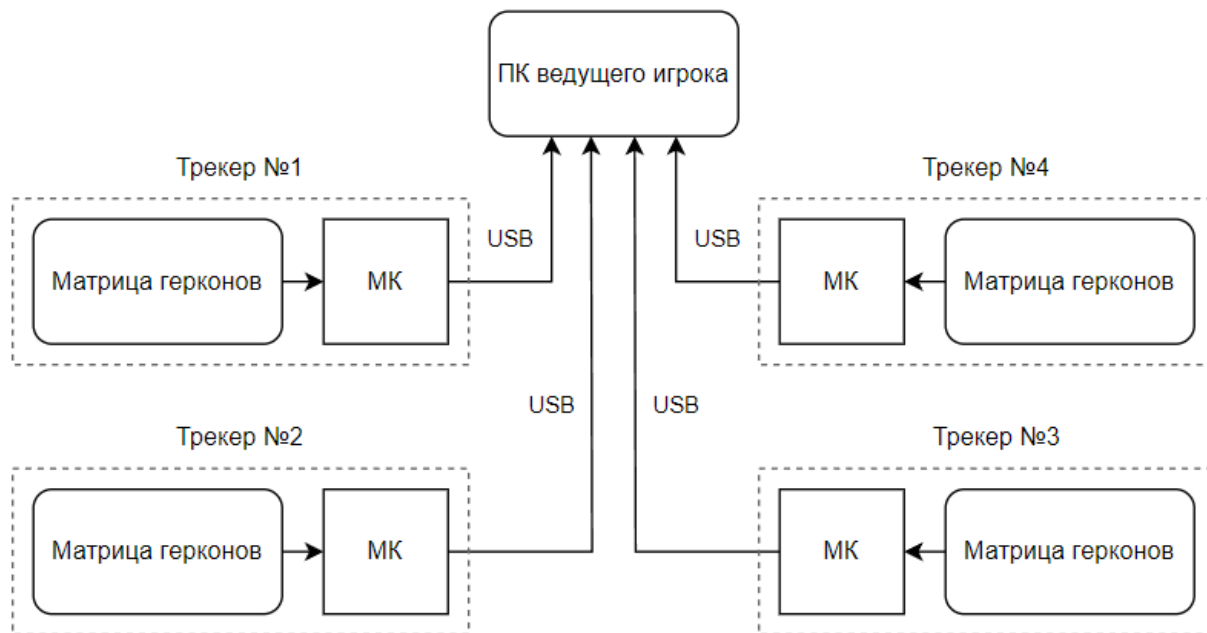 ПК ведущего игрока
Трекер №1
Трекер №4
Матрица герконов
МК
USB
USB
МК
Матрица герконов
USB
USB
Трекер №2
Трекер №3
Матрица герконов
МК
МК
Матрица герконов